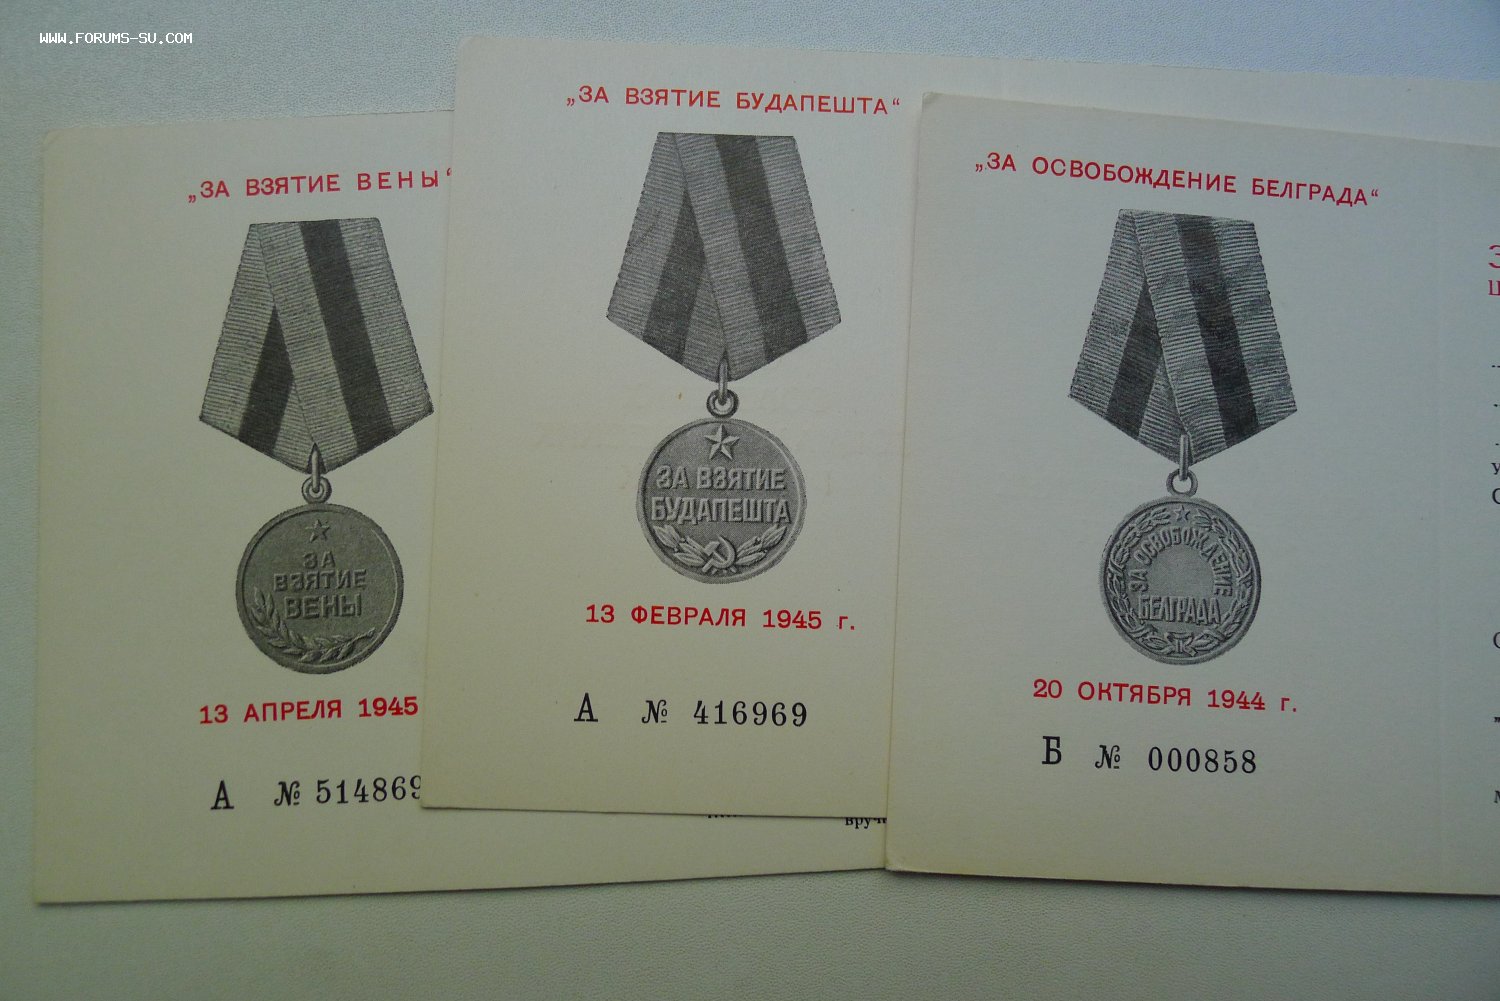 WWW.FORUMS-SU.COM
„ЗА ВЗЯТИЕ ВЕНЫ“
ЗА
ВЗЯТИЕ
ВЕНЫ
13 АПРЕЛЯ 1945
А № 514869
„ЗА ВЗЯТИЕ БУДАПЕШТА“
ЗА ВЗЯТИЕ
БУДАПЕШТА
13 ФЕВРАЛЯ 1945 г.
А № 416969
„ЗА ОСВОБОЖДЕНИЕ БЕЛГРАДА“
ЗА ОСВОБОЖДЕНИЕ
БЕЛГРАДА
20 ОКТЯБРЯ 1944 г.
Б № 000858